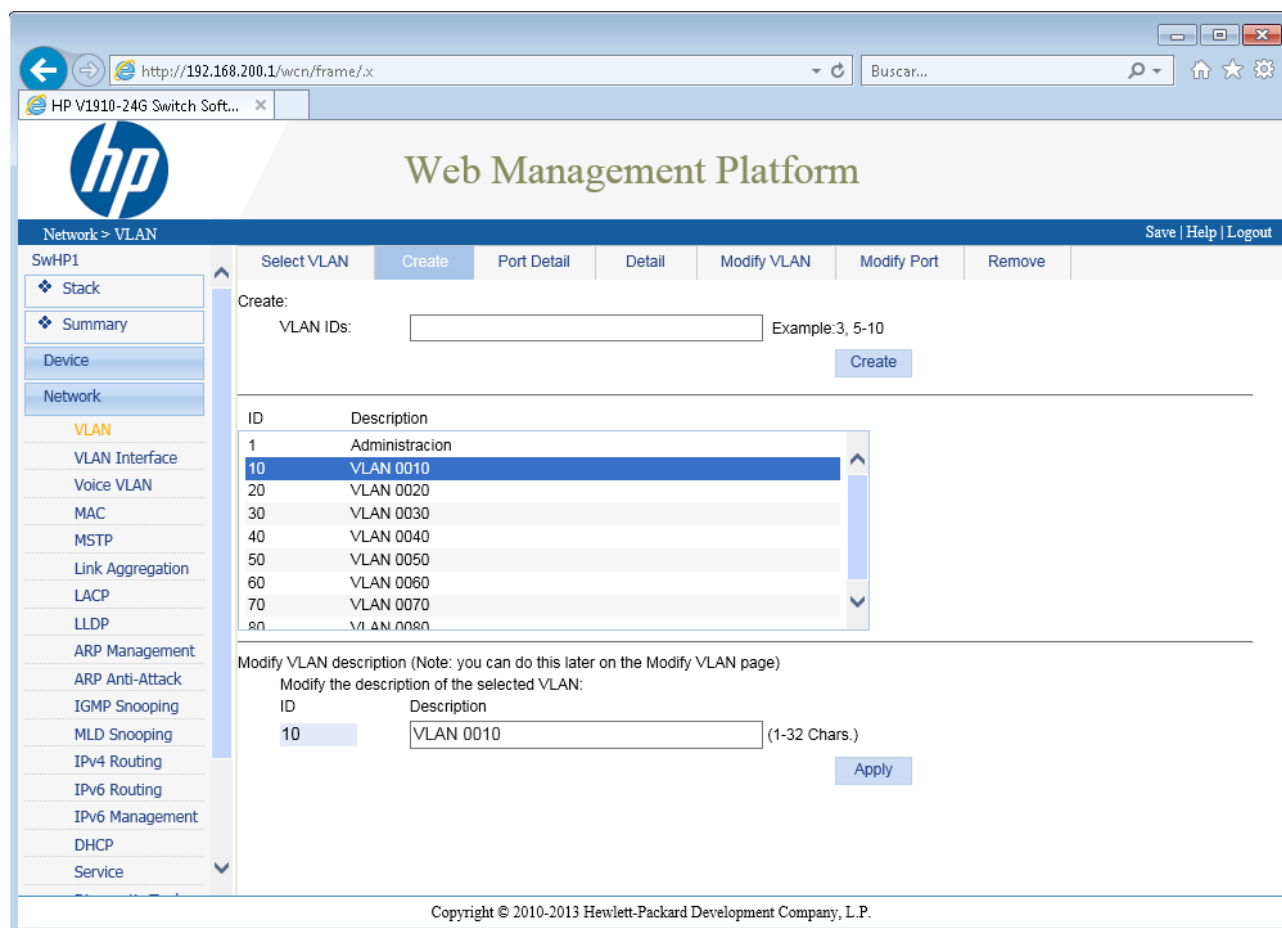 http://192.168.200.1/wcn/frame/.x
Buscar...
HP V1910-24G Switch Soft...
hp
Web Management Platform
Network > VLAN
Save | Help | Logout
SwHP1
Stack
Summary
Device
Network
VLAN
VLAN Interface
Voice VLAN
MAC
MSTP
Link Aggregation
LACP
LLDP
ARP Management
ARP Anti-Attack
IGMP Snooping
MLD Snooping
IPv4 Routing
IPv6 Routing
IPv6 Management
DHCP
Service
Select VLAN Create Port Detail Detail Modify VLAN Modify Port Remove
Create:
VLAN IDs: Example:3, 5-10
Create
ID Description
1 Administracion
10 VLAN 0010
20 VLAN 0020
30 VLAN 0030
40 VLAN 0040
50 VLAN 0050
60 VLAN 0060
70 VLAN 0070
80 VLAN 0080
Modify VLAN description (Note: you can do this later on the Modify VLAN page)
Modify the description of the selected VLAN:
ID Description
10 VLAN 0010 (1-32 Chars.)
Apply
Copyright © 2010-2013 Hewlett-Packard Development Company, L.P.